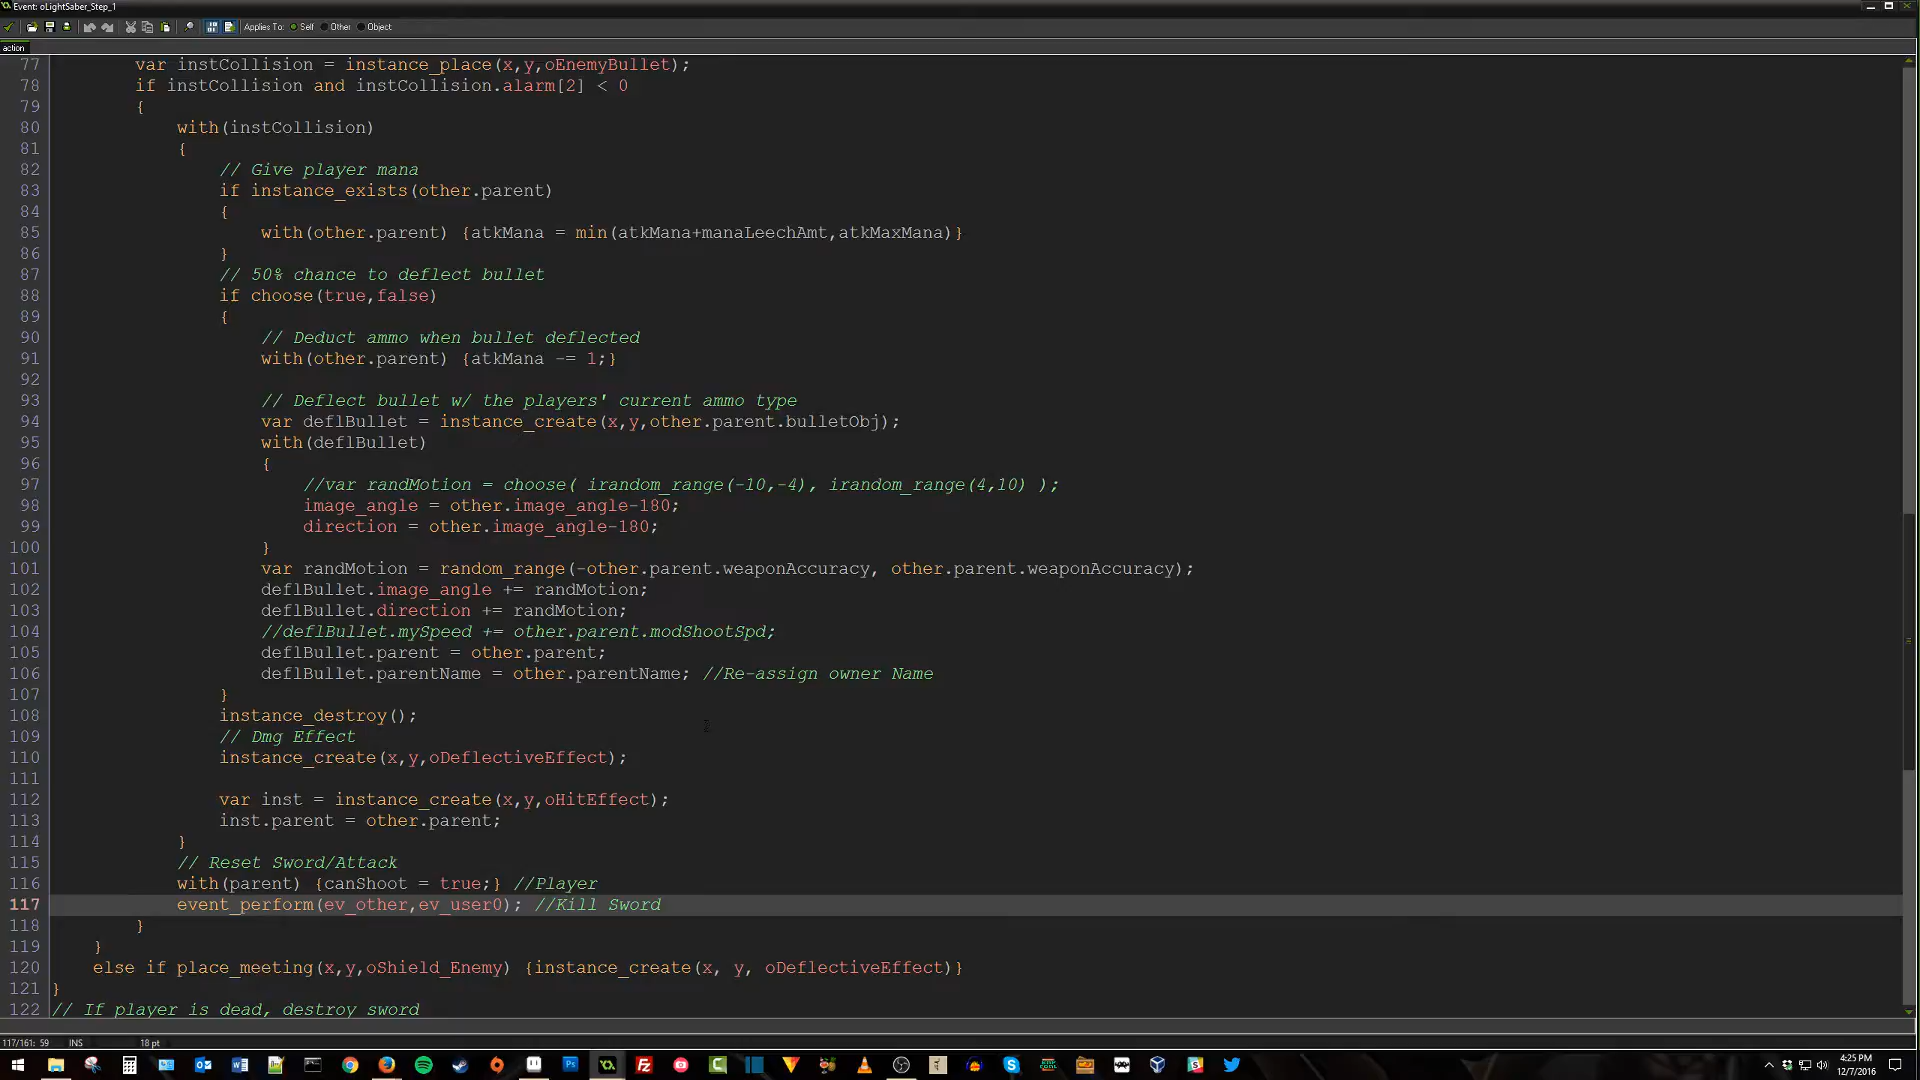 Event: oLightSaber_Step_1
Applies To: Self Other Object
action
77 var instCollision = instance_place(x,y,oEnemyBullet);
78 if instCollision and instCollision.alarm[2] < 0
79 {
80 with(instCollision)
81 {
82 // Give player mana
83 if instance_exists(other.parent)
84 {
85 with(other.parent) {atkMana = min(atkMana+manaLeechAmt,atkMaxMana)}
86 }
87 // 50% chance to deflect bullet
88 if choose(true,false)
89 {
90 // Deduct ammo when bullet deflected
91 with(other.parent) {atkMana -= 1;}
92
93 // Deflect bullet w/ the players' current ammo type
94 var deflBullet = instance_create(x,y,other.parent.bulletObj);
95 with(deflBullet)
96 {
97 //var randMotion = choose( irandom_range(-10,-4), irandom_range(4,10) );
98 image_angle = other.image_angle-180;
99 direction = other.image_angle-180;
100 }
101 var randMotion = random_range(-other.parent.weaponAccuracy, other.parent.weaponAccuracy);
102 deflBullet.image_angle += randMotion;
103 deflBullet.direction += randMotion;
104 //deflBullet.mySpeed += other.parent.modShootSpd;
105 deflBullet.parent = other.parent;
106 deflBullet.parentName = other.parentName; //Re-assign owner Name
107 }
108 instance_destroy();
109 // Dmg Effect
110 instance_create(x,y,oDeflectiveEffect);
111
112 var inst = instance_create(x,y,oHitEffect);
113 inst.parent = other.parent;
114 }
115 // Reset Sword/Attack
116 with(parent) {canShoot = true;} //Player
117 event_perform(ev_other,ev_user0); //Kill Sword
118 }
119 }
120 else if place_meeting(x,y,oShield_Enemy) {instance_create(x, y, oDeflectiveEffect)}
121 }
122 // If player is dead, destroy sword
117/161: 59 INS 18 pt
4:25 PM
12/7/2016